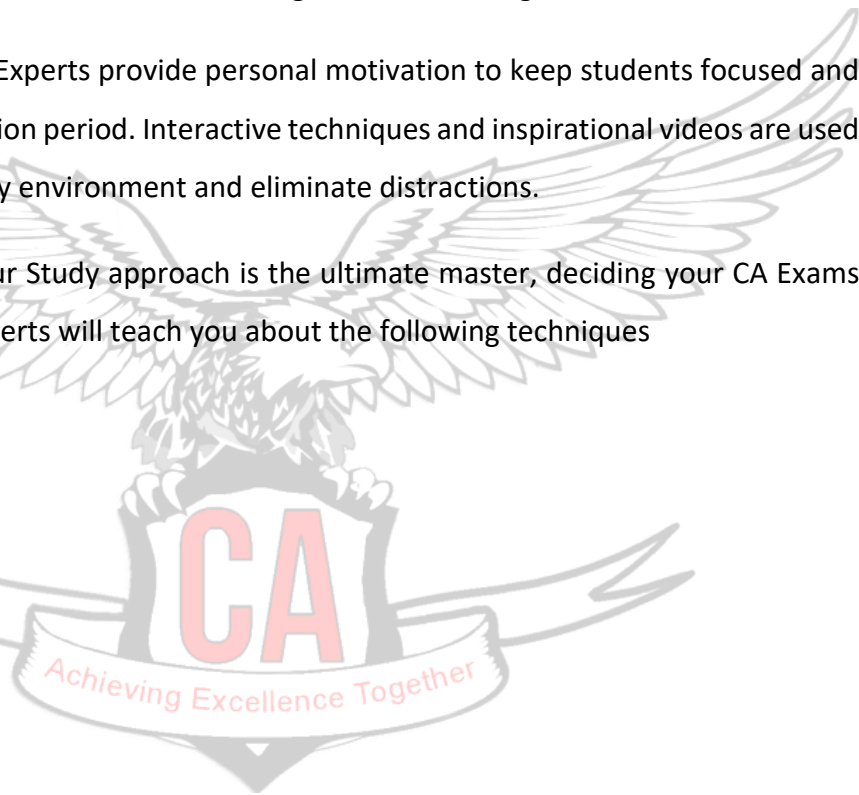 Experts provide personal motivation to keep students focused and
ion period. Interactive techniques and inspirational videos are used
y environment and eliminate distractions.
ur Study approach is the ultimate master, deciding your CA Exams
erts will teach you about the following techniques
CA
Achieving Excellence Together